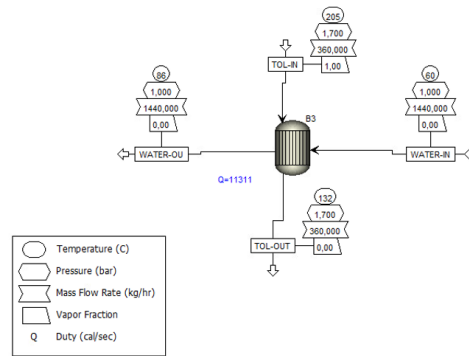 205
1,700
360,000
TOL-IN
1,00
86
1,000
1440,000
0,00
WATER-OU
60
1,000
1440,000
0,00
WATER-IN
B3
Q=11311
132
1,700
360,000
TOL-OUT
0,00
Temperature (C)
Pressure (bar)
Mass Flow Rate (kg/hr)
Vapor Fraction
Q Duty (cal/sec)